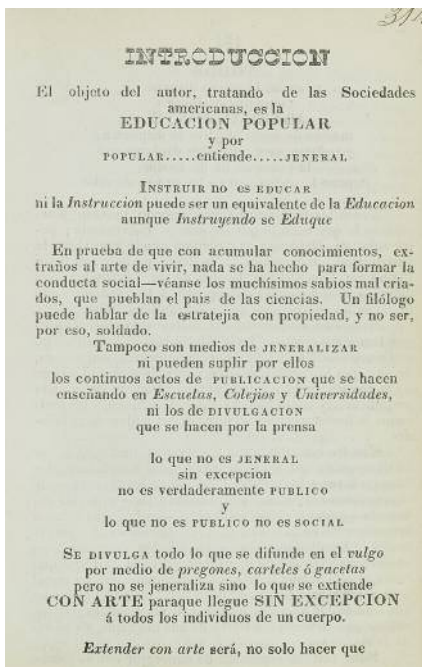 314
INTRODUCCION
El objeto del autor, tratando de las Sociedades
americanas, es la
EDUCACION POPULAR
y por
POPULAR.....entiende.....JENERAL
INSTRUIR no es EDUCAR
ni la Instruccion puede ser un equivalente de la Educacion
aunque Instruyendo se Eduque
En prueba de que con acumular conocimientos, ex-
traños al arte de vivir, nada se ha hecho para formar la
conducta social—véanse los muchísimos sabios mal cria-
dos, que pueblan el pais de las ciencias. Un filólogo
puede hablar de la estratejia con propiedad, y no ser,
por eso, soldado.
Tampoco son medios de JENERALIZAR
ni pueden suplir por ellos
los continuos actos de PUBLICACION que se hacen
enseñando en Escuelas, Colejios y Universidades,
ni los de DIVULGACION
que se hacen por la prensa
lo que no es JENERAL
sin excepcion
no es verdaderamente PUBLICO
y
lo que no es PUBLICO no es SOCIAL
SE DIVULGA todo lo que se difunde en el vulgo
por medio de pregones, carteles ó gacetas
pero no se jeneraliza sino lo que se extiende
CON ARTE paraque llegue SIN EXCEPCION
á todos los individuos de un cuerpo.
Extender con arte será, no solo hacer que